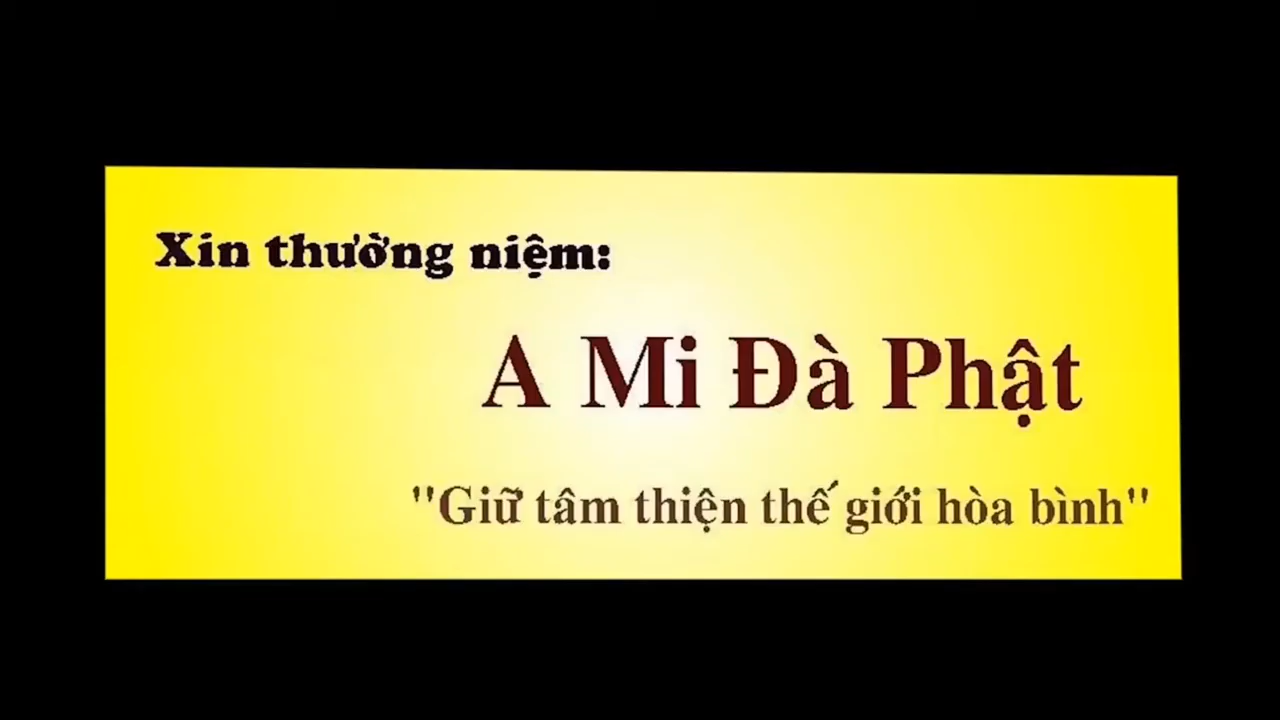 Xin thường niệm:
A Mi Đà Phật
"Giữ tâm thiện thế giới hòa bình"